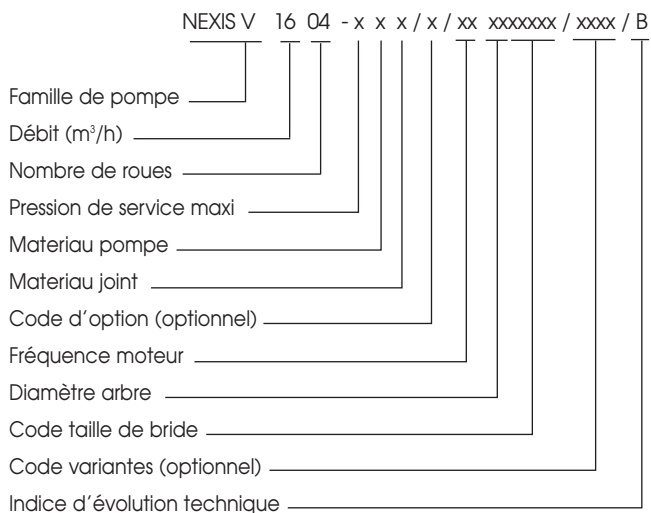 NEXIS V 16 04 - x x x / x / xx xxxxxxx / xxxx / B
Famille de pompe
Débit (m³/h)
Nombre de roues
Pression de service maxi
Materiau pompe
Materiau joint
Code d'option (optionnel)
Fréquence moteur
Diamètre arbre
Code taille de bride
Code variantes (optionnel)
Indice d'évolution technique